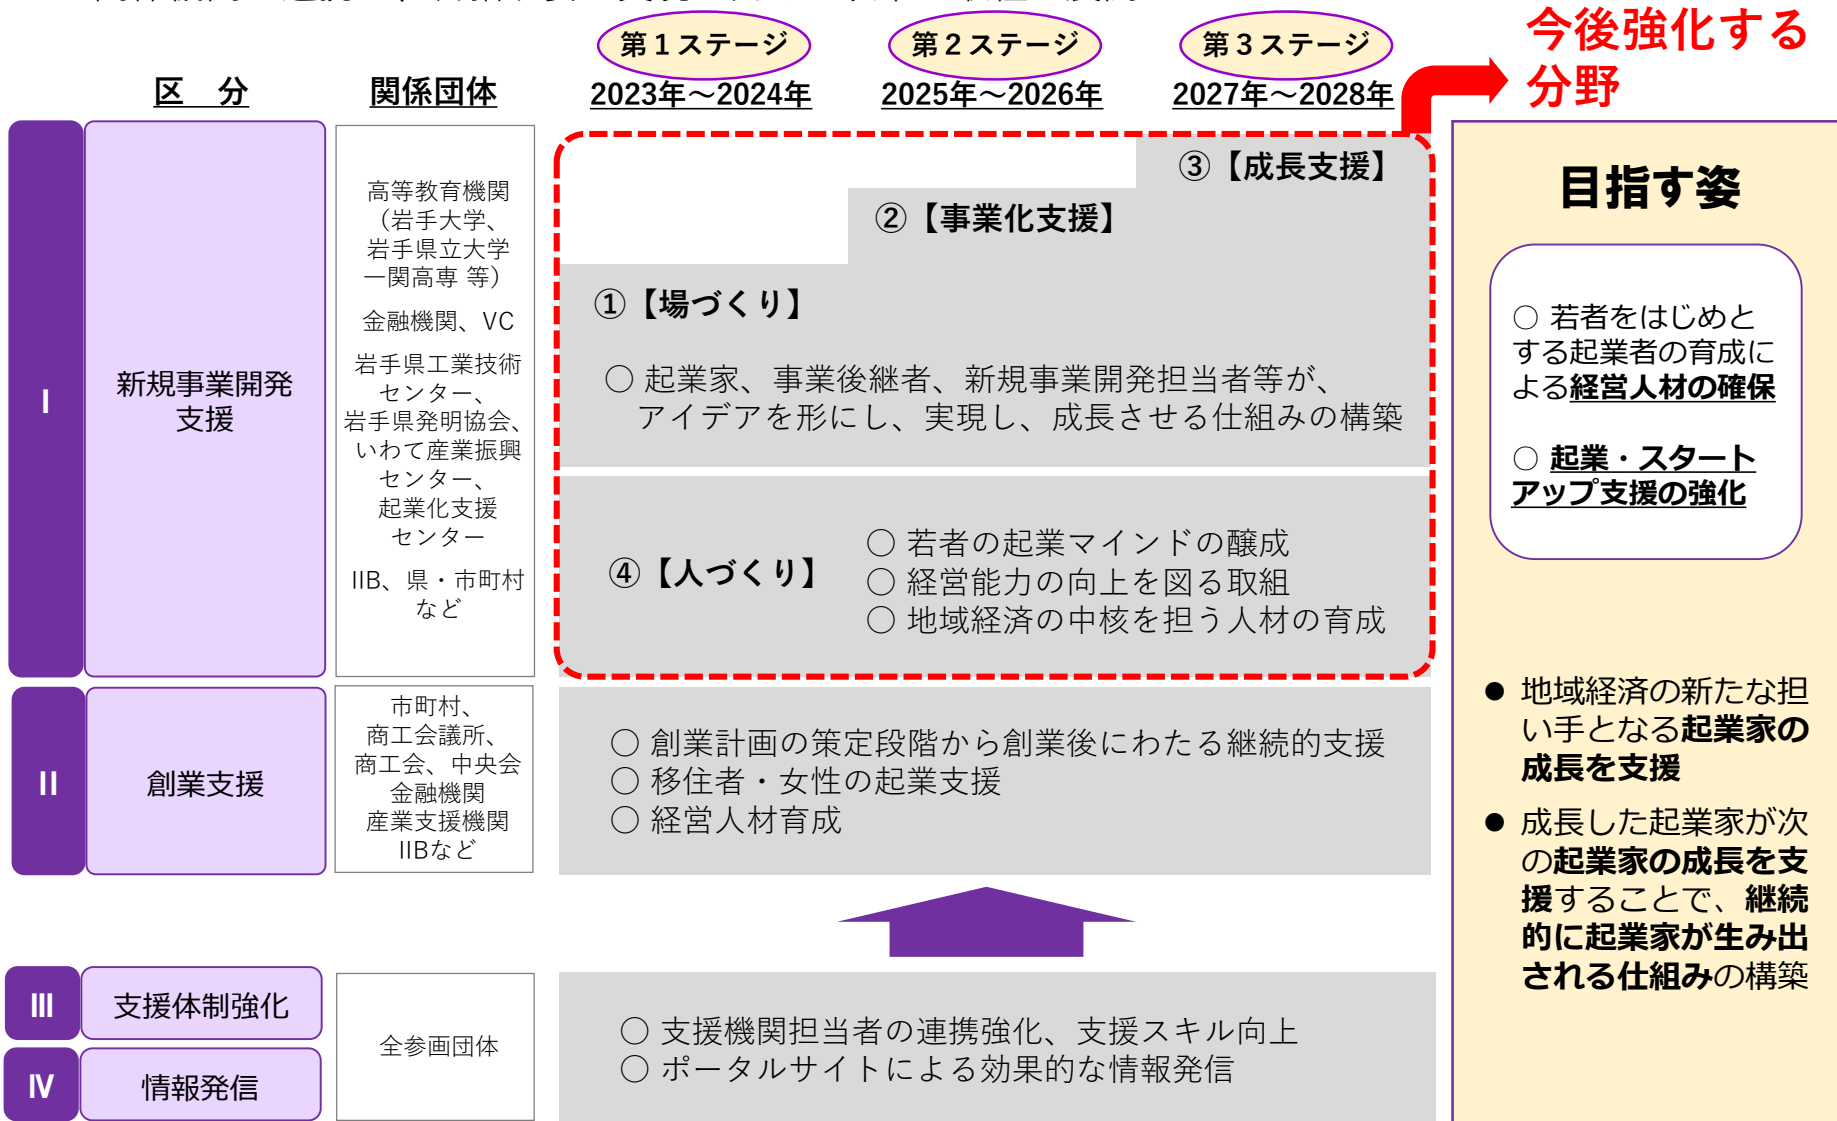 今後強化する
分野
第1ステージ
第2ステージ
第3ステージ
区　分
関係団体
2023年～2024年
2025年～2026年
2027年～2028年
Ⅰ
新規事業開発
支援
高等教育機関
（岩手大学、
岩手県立大学
一関高専 等）
金融機関、VC
岩手県工業技術
センター、
岩手県発明協会、
いわて産業振興
センター、
起業化支援
センター
IIB、県・市町村
など
③【成長支援】
②【事業化支援】
①【場づくり】
○ 起業家、事業後継者、新規事業開発担当者等が、
アイデアを形にし、実現し、成長させる仕組みの構築
④【人づくり】
○ 若者の起業マインドの醸成
○ 経営能力の向上を図る取組
○ 地域経済の中核を担う人材の育成
Ⅱ
創業支援
市町村、
商工会議所、
商工会、中央会
金融機関
産業支援機関
IIBなど
○ 創業計画の策定段階から創業後にわたる継続的支援
○ 移住者・女性の起業支援
○ 経営人材育成
Ⅲ
支援体制強化
Ⅳ
情報発信
全参画団体
○ 支援機関担当者の連携強化、支援スキル向上
○ ポータルサイトによる効果的な情報発信
目指す姿
○ 若者をはじめと
する起業者の育成に
よる経営人材の確保
○ 起業・スタート
アップ支援の強化
● 地域経済の新たな担
い手となる起業家の
成長を支援
● 成長した起業家が次
の起業家の成長を支
援することで、継続
的に起業家が生み出
される仕組みの構築